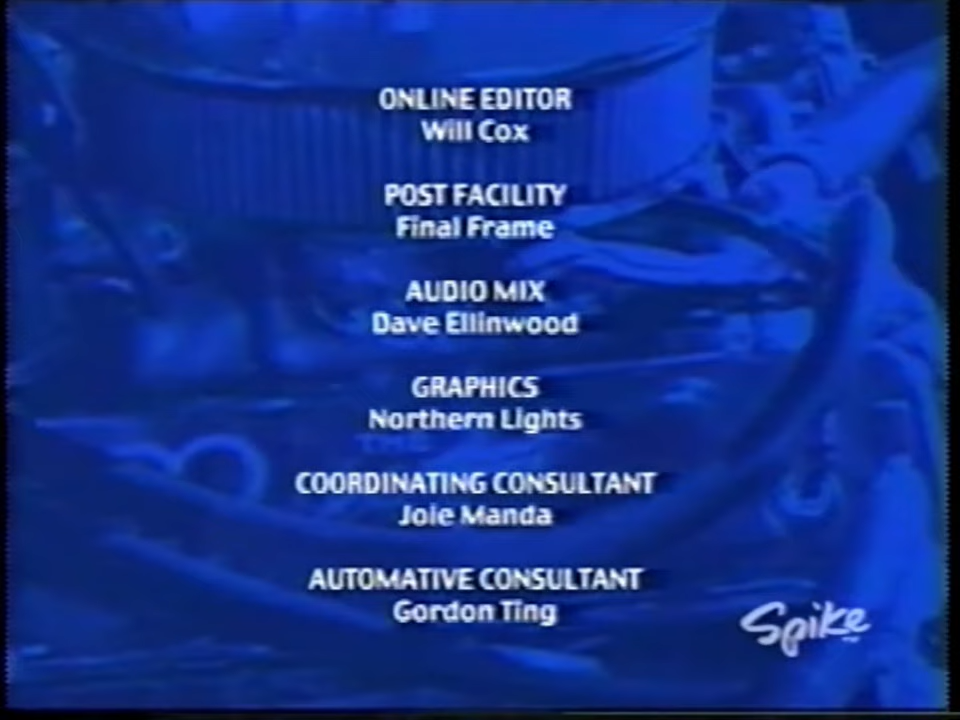 ONLINE EDITOR
Will Cox
POST FACILITY
Final Frame
AUDIO MIX
Dave Ellinwood
GRAPHICS
Northern Lights
COORDINATING CONSULTANT
Joie Manda
AUTOMATIVE CONSULTANT
Gordon Ting
Spike